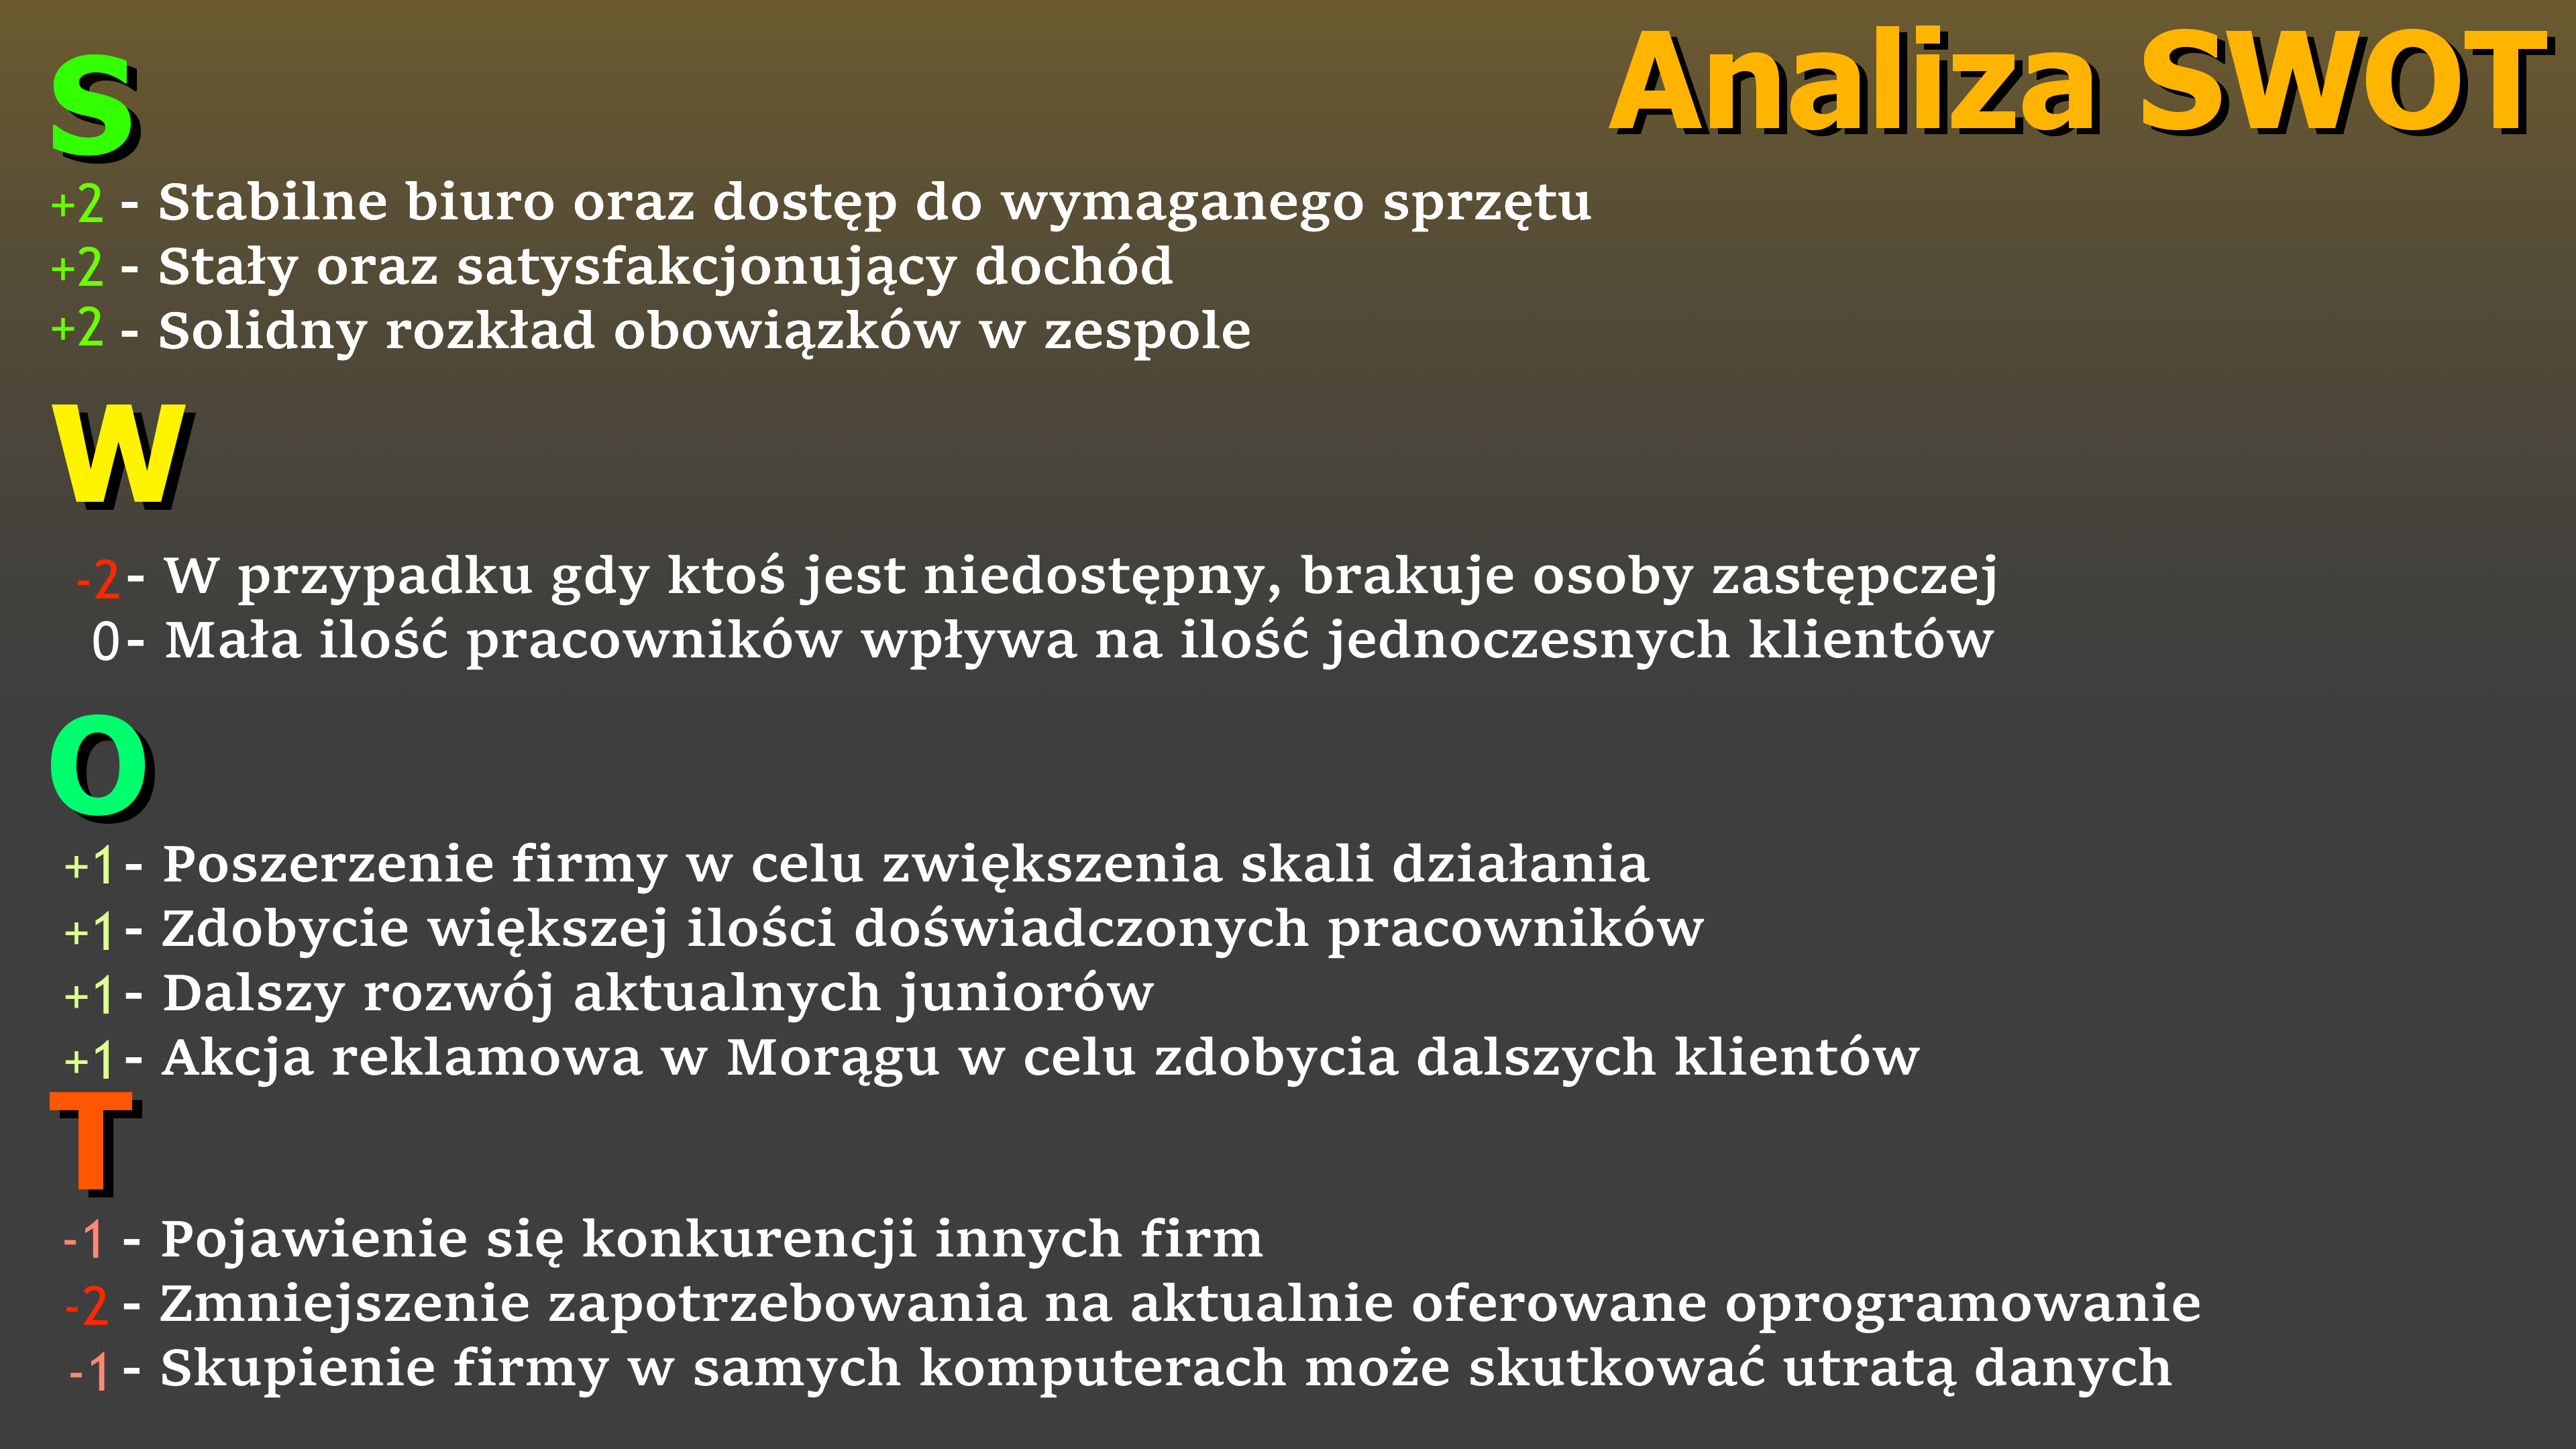 Analiza SWOT
S
+2 - Stabilne biuro oraz dostęp do wymaganego sprzętu
+2 - Stały oraz satysfakcjonujący dochód
+2 - Solidny rozkład obowiązków w zespole
W
-2 - W przypadku gdy ktoś jest niedostępny, brakuje osoby zastępczej
0 - Mała ilość pracowników wpływa na ilość jednoczesnych klientów
O
+1 - Poszerzenie firmy w celu zwiększenia skali działania
+1 - Zdobycie większej ilości doświadczonych pracowników
+1 - Dalszy rozwój aktualnych juniorów
+1 - Akcja reklamowa w Morągu w celu zdobycia dalszych klientów
T
-1 - Pojawienie się konkurencji innych firm
-2 - Zmniejszenie zapotrzebowania na aktualnie oferowane oprogramowanie
-1 - Skupienie firmy w samych komputerach może skutkować utratą danych